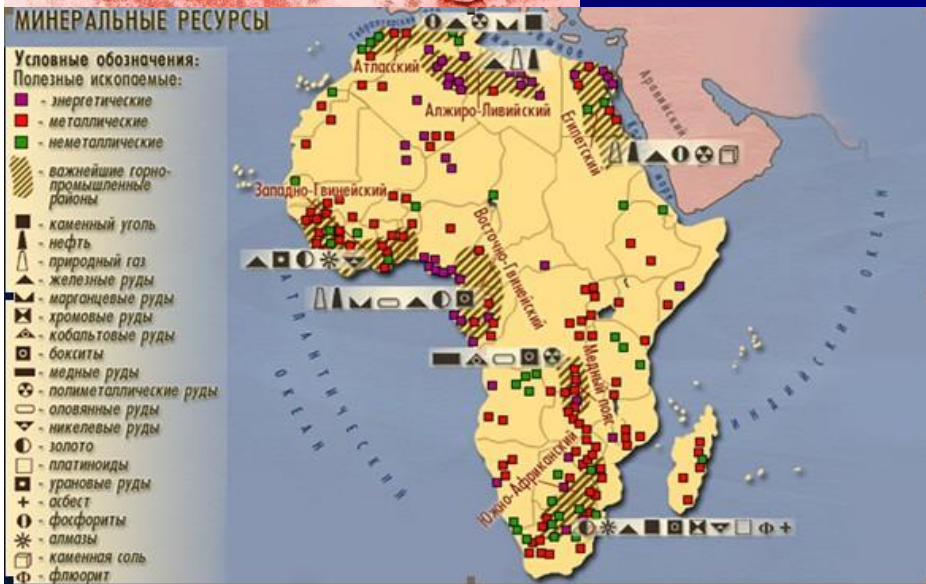 МИНЕРАЛЬНЫЕ РЕСУРСЫ
Условные обозначения:
Полезные ископаемые:
- энергетические
- металлические
- неметаллические
- важнейшие горно-
промышленные
районы
- каменный уголь
- нефть
- природный газ
- железные руды
- марганцевые руды
- хромовые руды
- кобальтовые руды
- бокситы
- медные руды
- полиметаллические руды
- оловянные руды
- никелевые руды
- золото
- платиноиды
- урановые руды
- асбест
- фосфориты
- алмазы
- каменная соль
- флюорит
Атласский
Алжиро-Ливийский
Египетский
Аравийский
Западно-Гвинейский
Восточно-Гвинейский
Медный пояс
Южно-Африканский
АТЛАНТИЧЕСКИЙ
ОКЕАН
ИНДИЙСКИЙ ОКЕАН